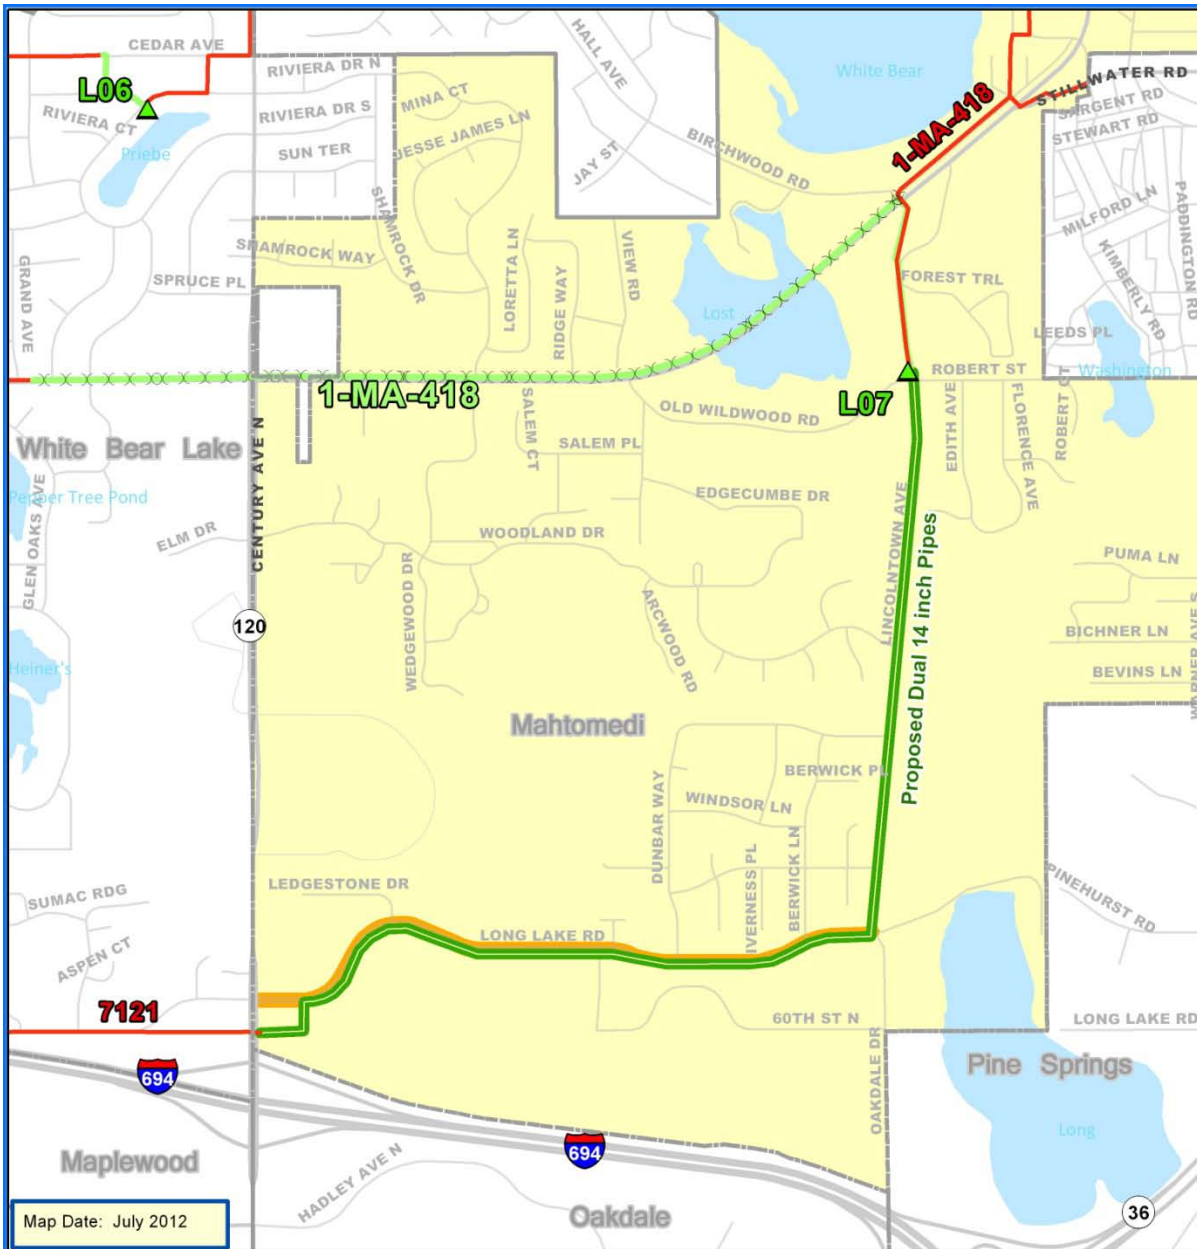 CEDAR AVE
HALL AVE
White Bear
STILLWATER RD
RIVIERA DR N
L06
MINA CT
1-MA-418
SARGENT RD
RIVIERA CT
RIVIERA DR S
JESSE JAMES LN
STEWART RD
Priebe
SUN TER
JAY ST
BIRCHWOOD RD
PADDINGTON RD
SHAMROCK DR
MILFORD LN
SHAMROCK WAY
LORETTA LN
VIEW RD
KIMBERLY RD
GRAND AVE
SPRUCE PL
RIDGE WAY
FOREST TRL
Lost
LEEDS PL
1-MA-418
ROBERT ST
Washington
L07
OLD WILDWOOD RD
SALEM CT
EDITH AVE
FLORENCE AVE
ROBERT CT
White Bear Lake
SALEM PL
CENTURY AVE N
Pepper Tree Pond
GLEN OAKS AVE
EDGECUMBE DR
ELM DR
WOODLAND DR
LINCOLNTOWN AVE
Proposed Dual 14 inch Pipes
PUMA LN
WEDGEWOOD DR
ARCWOOD RD
120
BICHNER LN
WARNER AVE S
Heiner's
BEVINS LN
Mahtomedi
BERWICK PL
DUNBAR WAY
WINDSOR LN
IVERNESS PL
BERWICK LN
SUMAC RDG
LEDGESTONE DR
PINEHURST RD
ASPEN CT
LONG LAKE RD
7121
60TH ST N
LONG LAKE RD
OAKDALE DR
694
Pine Springs
694
Long
Maplewood
HADLEY AVE N
Oakdale
36
Map Date: July 2012